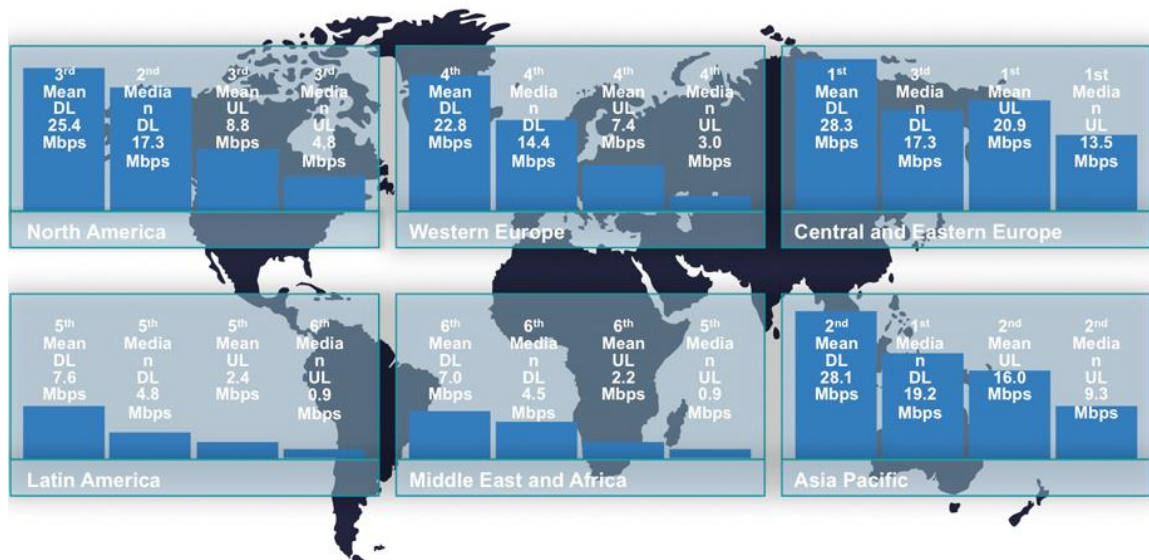 3rd
Mean
DL
25.4
Mbps
2nd
Media
n
DL
17.3
Mbps
3rd
Mean
UL
8.8
Mbps
3rd
Media
n
UL
4.8
Mbps
North America
4th
Mean
DL
22.8
Mbps
4th
Media
n
DL
14.4
Mbps
4th
Mean
UL
7.4
Mbps
4th
Media
n
UL
3.0
Mbps
Western Europe
1st
Mean
DL
28.3
Mbps
3td
Media
n
DL
17.3
Mbps
1st
Mean
UL
20.9
Mbps
1st
Media
n
UL
13.5
Mbps
Central and Eastern Europe
5th
Mean
DL
7.6
Mbps
5th
Media
n
DL
4.8
Mbps
5th
Mean
UL
2.4
Mbps
6th
Media
n
UL
0.9
Mbps
Latin America
6th
Mean
DL
7.0
Mbps
6th
Media
n
DL
4.5
Mbps
6th
Mean
UL
2.2
Mbps
5th
Media
n
UL
0.9
Mbps
Middle East and Africa
2nd
Mean
DL
28.1
Mbps
1st
Media
n
DL
19.2
Mbps
2nd
Mean
UL
16.0
Mbps
2nd
Media
n
UL
9.3
Mbps
Asia Pacific